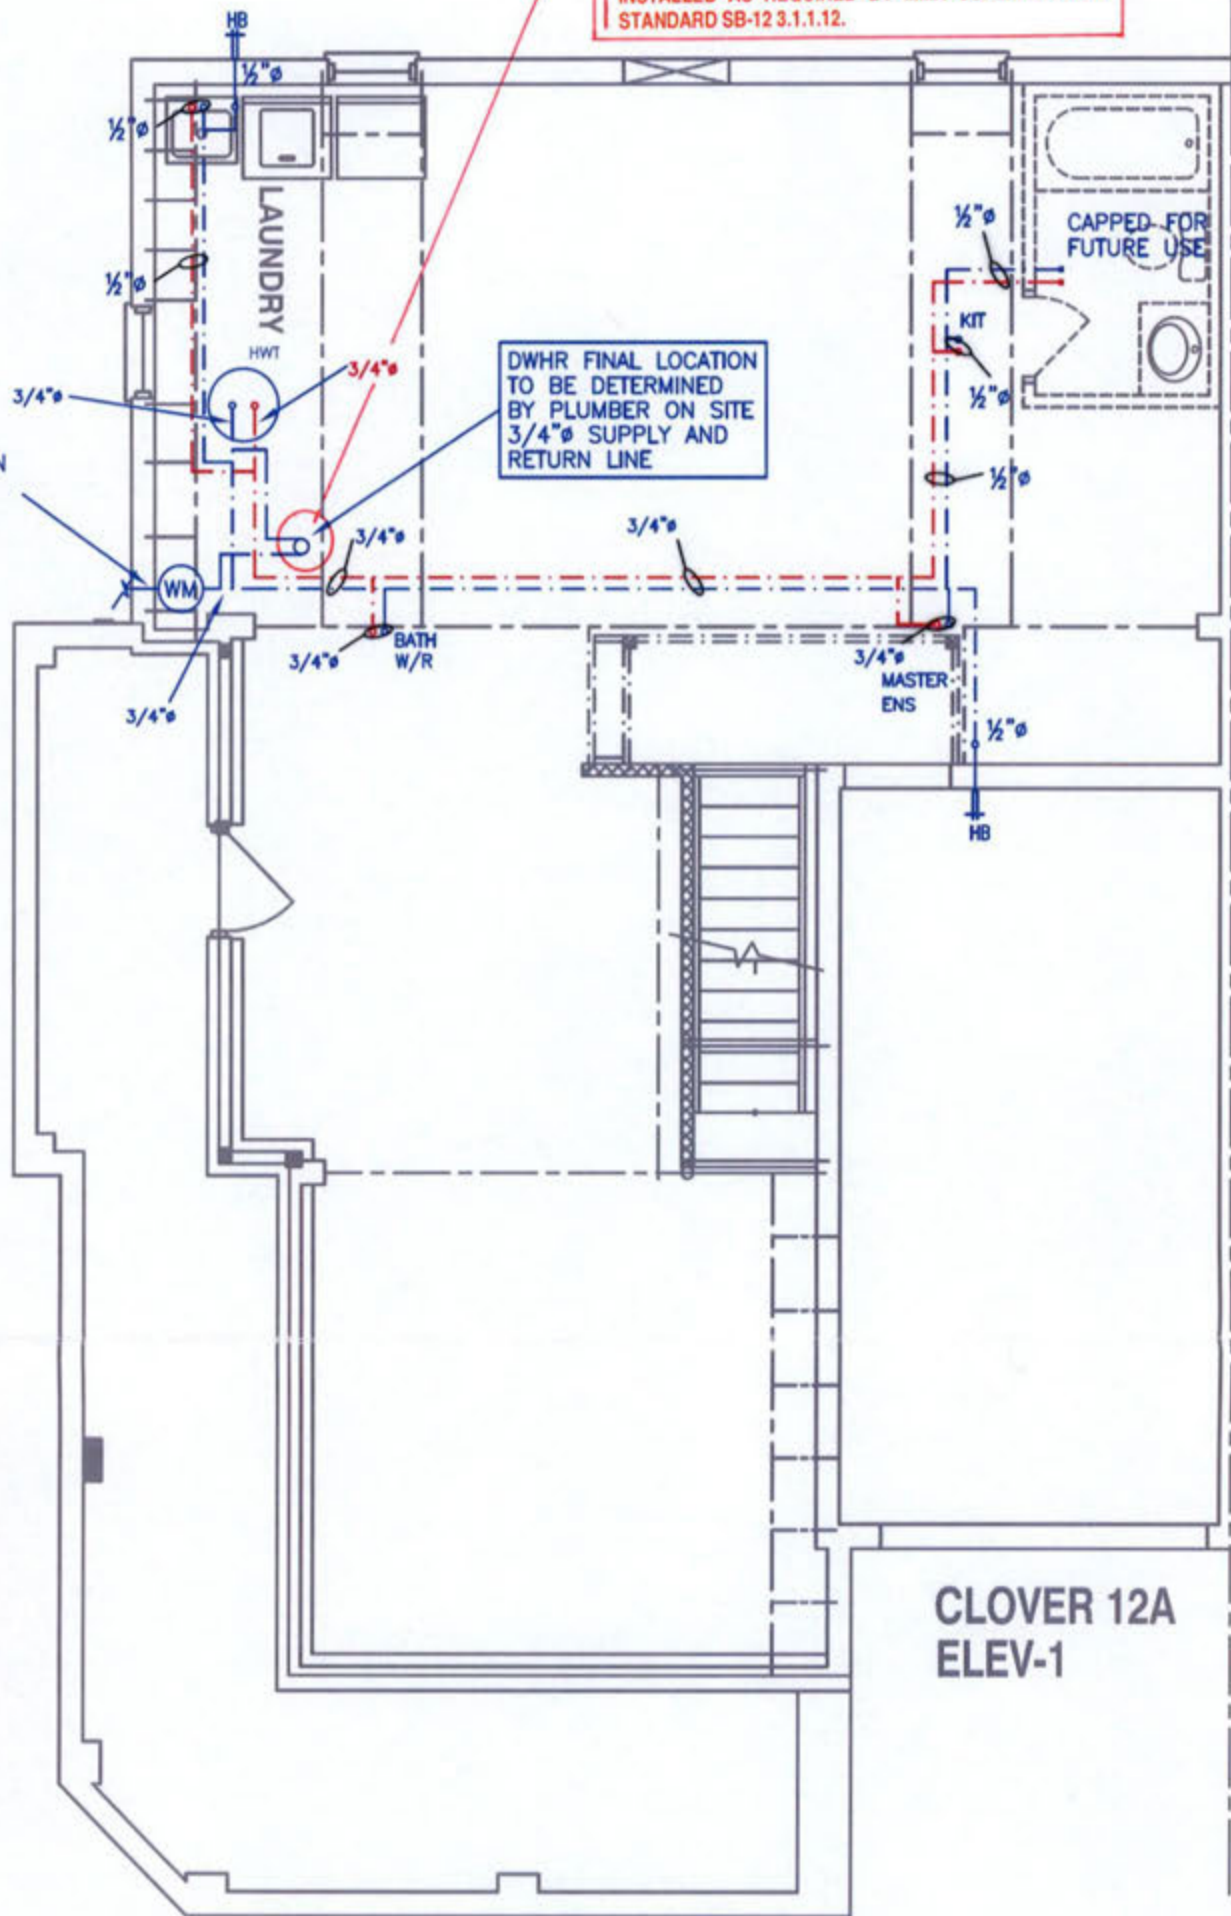 STANDARD SB-12 3.1.1.12.
HB
½"ø
½"ø
LAUNDRY
½"ø
HWT
3/4"ø
3/4"ø
DWHR FINAL LOCATION
TO BE DETERMINED
BY PLUMBER ON SITE
3/4"ø SUPPLY AND
RETURN LINE
½"ø
CAPPED FOR
FUTURE USE
KIT
½"ø
½"ø
N
WM
3/4"ø
3/4"ø
3/4"ø
BATH
W/R
3/4"ø
3/4"ø
MASTER
ENS
½"ø
HB
CLOVER 12A
ELEV-1